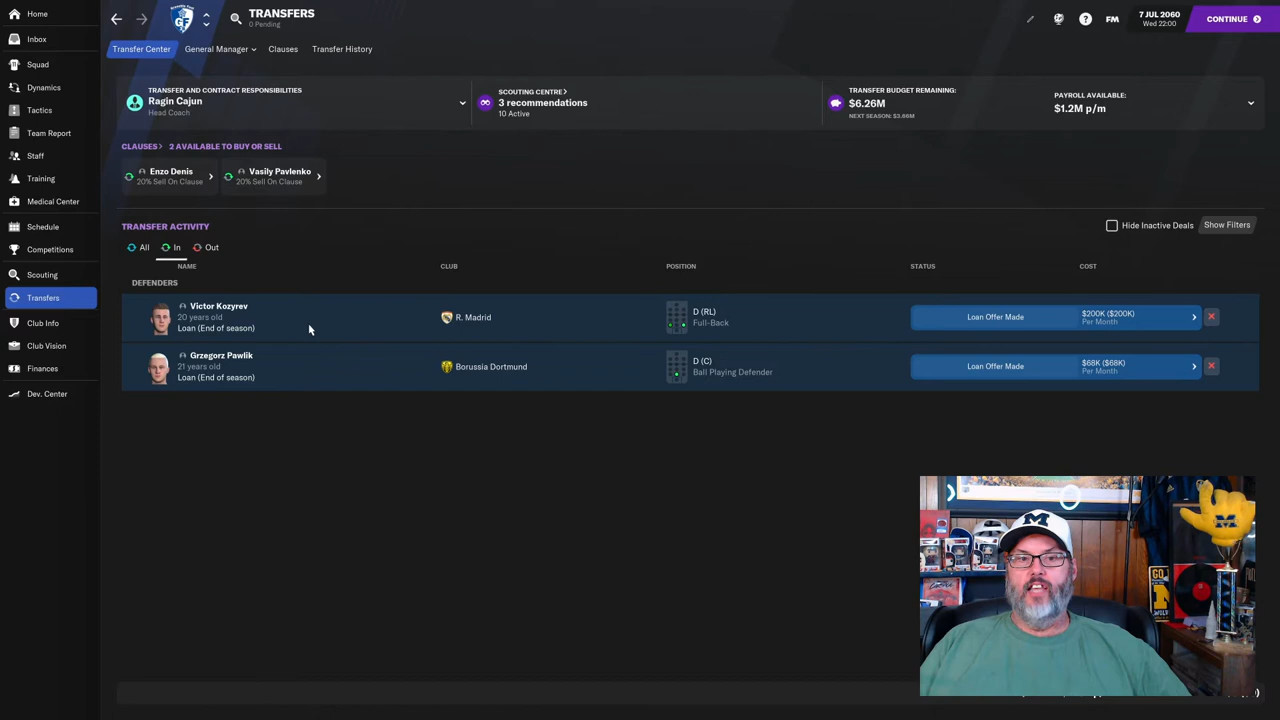 Home
Inbox
Squad
Dynamics
Tactics
Team Report
Staff
Training
Medical Center
Schedule
Competitions
Scouting
Transfers
Club Info
Club Vision
Finances
Dev. Center
TRANSFERS
0 Pending
FM
7 JUL 2060
Wed 22:00
CONTINUE
Transfer Center
General Manager
Clauses
Transfer History
TRANSFER AND CONTRACT RESPONSIBILITIES
Ragin Cajun
Head Coach
SCOUTING CENTRE
3 recommendations
10 Active
TRANSFER BUDGET REMAINING:
$6.26M
NEXT SEASON: $3.66M
PAYROLL AVAILABLE:
$1.2M p/m
CLAUSES 2 AVAILABLE TO BUY OR SELL
Enzo Denis
20% Sell On Clause
Vasily Pavlenko
20% Sell On Clause
TRANSFER ACTIVITY
Hide Inactive Deals
Show Filters
All
In
Out
NAME CLUB POSITION STATUS COST
DEFENDERS
Victor Kozyrev
20 years old
Loan (End of season)
R. Madrid
D (RL)
Full-Back
Loan Offer Made
$200K ($200K)
Per Month
Grzegorz Pawlik
21 years old
Loan (End of season)
Borussia Dortmund
D (C)
Ball Playing Defender
Loan Offer Made
$68K ($68K)
Per Month
M
M
GO